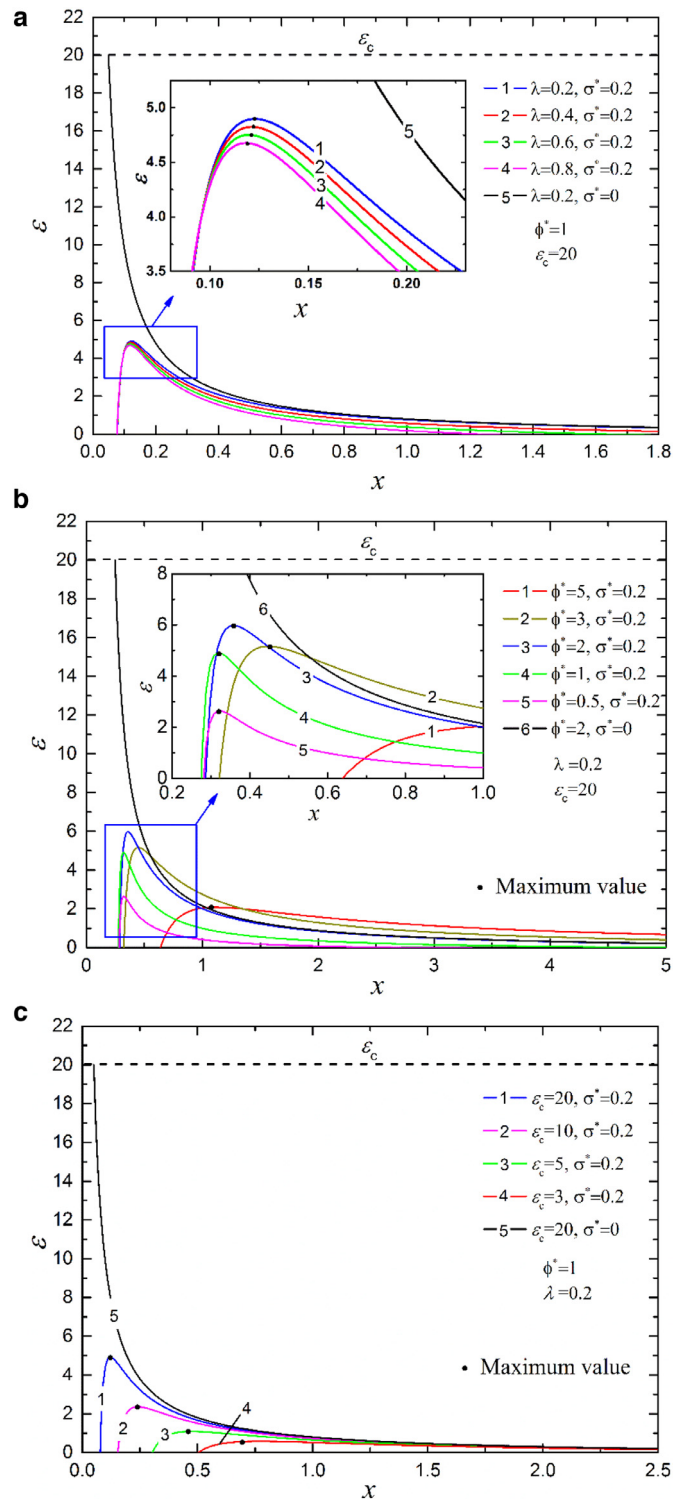 a
22
20
18
16
14
12
10
8
6
4
2
0
ε
ε_c
5.0
4.5
4.0
3.5
ε
1
2
3
4
5
0.10
0.15
0.20
x
1 λ=0.2, σ*=0.2
2 λ=0.4, σ*=0.2
3 λ=0.6, σ*=0.2
4 λ=0.8, σ*=0.2
5 λ=0.2, σ*=0
ϕ*=1
ε_c=20
0.0 0.2 0.4 0.6 0.8 1.0 1.2 1.4 1.6 1.8
x
b
22
20
18
16
14
12
10
8
6
4
2
0
ε
ε_c
8
6
4
2
0
ε
6
3
2
4
5
1
0.2 0.4 0.6 0.8 1.0
x
1 ϕ*=5, σ*=0.2
2 ϕ*=3, σ*=0.2
3 ϕ*=2, σ*=0.2
4 ϕ*=1, σ*=0.2
5 ϕ*=0.5, σ*=0.2
6 ϕ*=2, σ*=0
λ=0.2
ε_c=20
Maximum value
0 1 2 3 4 5
x
c
22
20
18
16
14
12
10
8
6
4
2
0
ε
ε_c
1 ε_c=20, σ*=0.2
2 ε_c=10, σ*=0.2
3 ε_c=5, σ*=0.2
4 ε_c=3, σ*=0.2
5 ε_c=20, σ*=0
ϕ*=1
λ=0.2
Maximum value
5
1
2
3
4
0.0 0.5 1.0 1.5 2.0 2.5
x